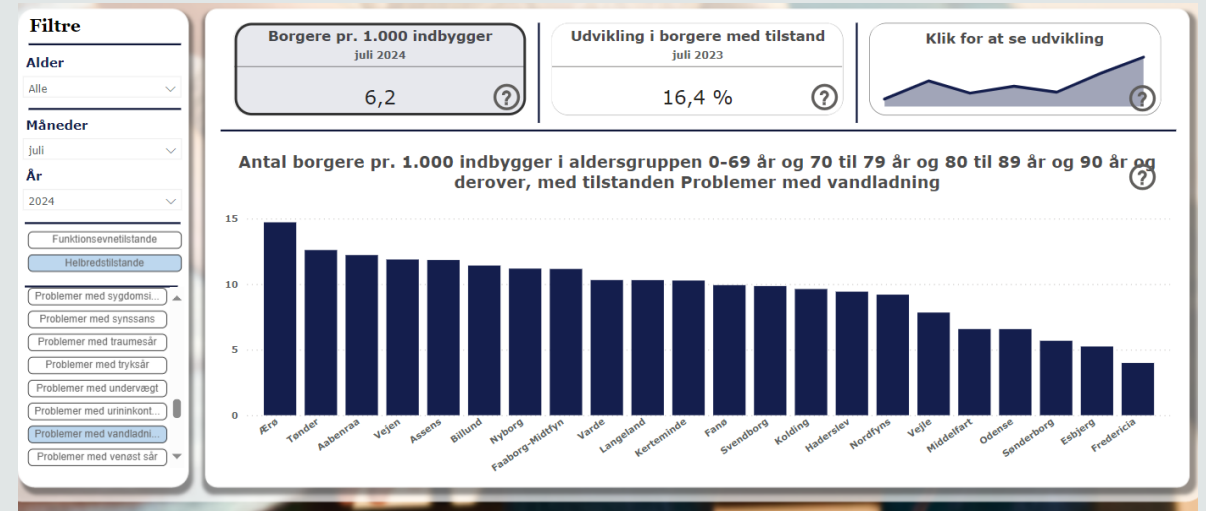 Filtre
Alder
Alle
Måneder
juli
År
2024
Funktionsevnetilstande
Helbredstilstande
Problemer med sygdomsi...
Problemer med synssans
Problemer med traumesår
Problemer med tryksår
Problemer med undervægt
Problemer med urininkont...
Problemer med vandladni...
Problemer med venøst sår
Borgere pr. 1.000 indbygger
juli 2024
6,2
?
Udvikling i borgere med tilstand
juli 2023
16,4 %
?
Klik for at se udvikling
?
Antal borgere pr. 1.000 indbygger i aldersgruppen 0-69 år og 70 til 79 år og 80 til 89 år og 90 år og
derover, med tilstanden Problemer med vandladning
?
15
10
5
0
Ærø
Tønder
Aabenraa
Vejen
Assens
Billund
Nyborg
Faaborg-Midtfyn
Varde
Langeland
Kerteminde
Fanø
Svendborg
Kolding
Haderslev
Nordfyns
Vejle
Middelfart
Odense
Sønderborg
Esbjerg
Fredericia